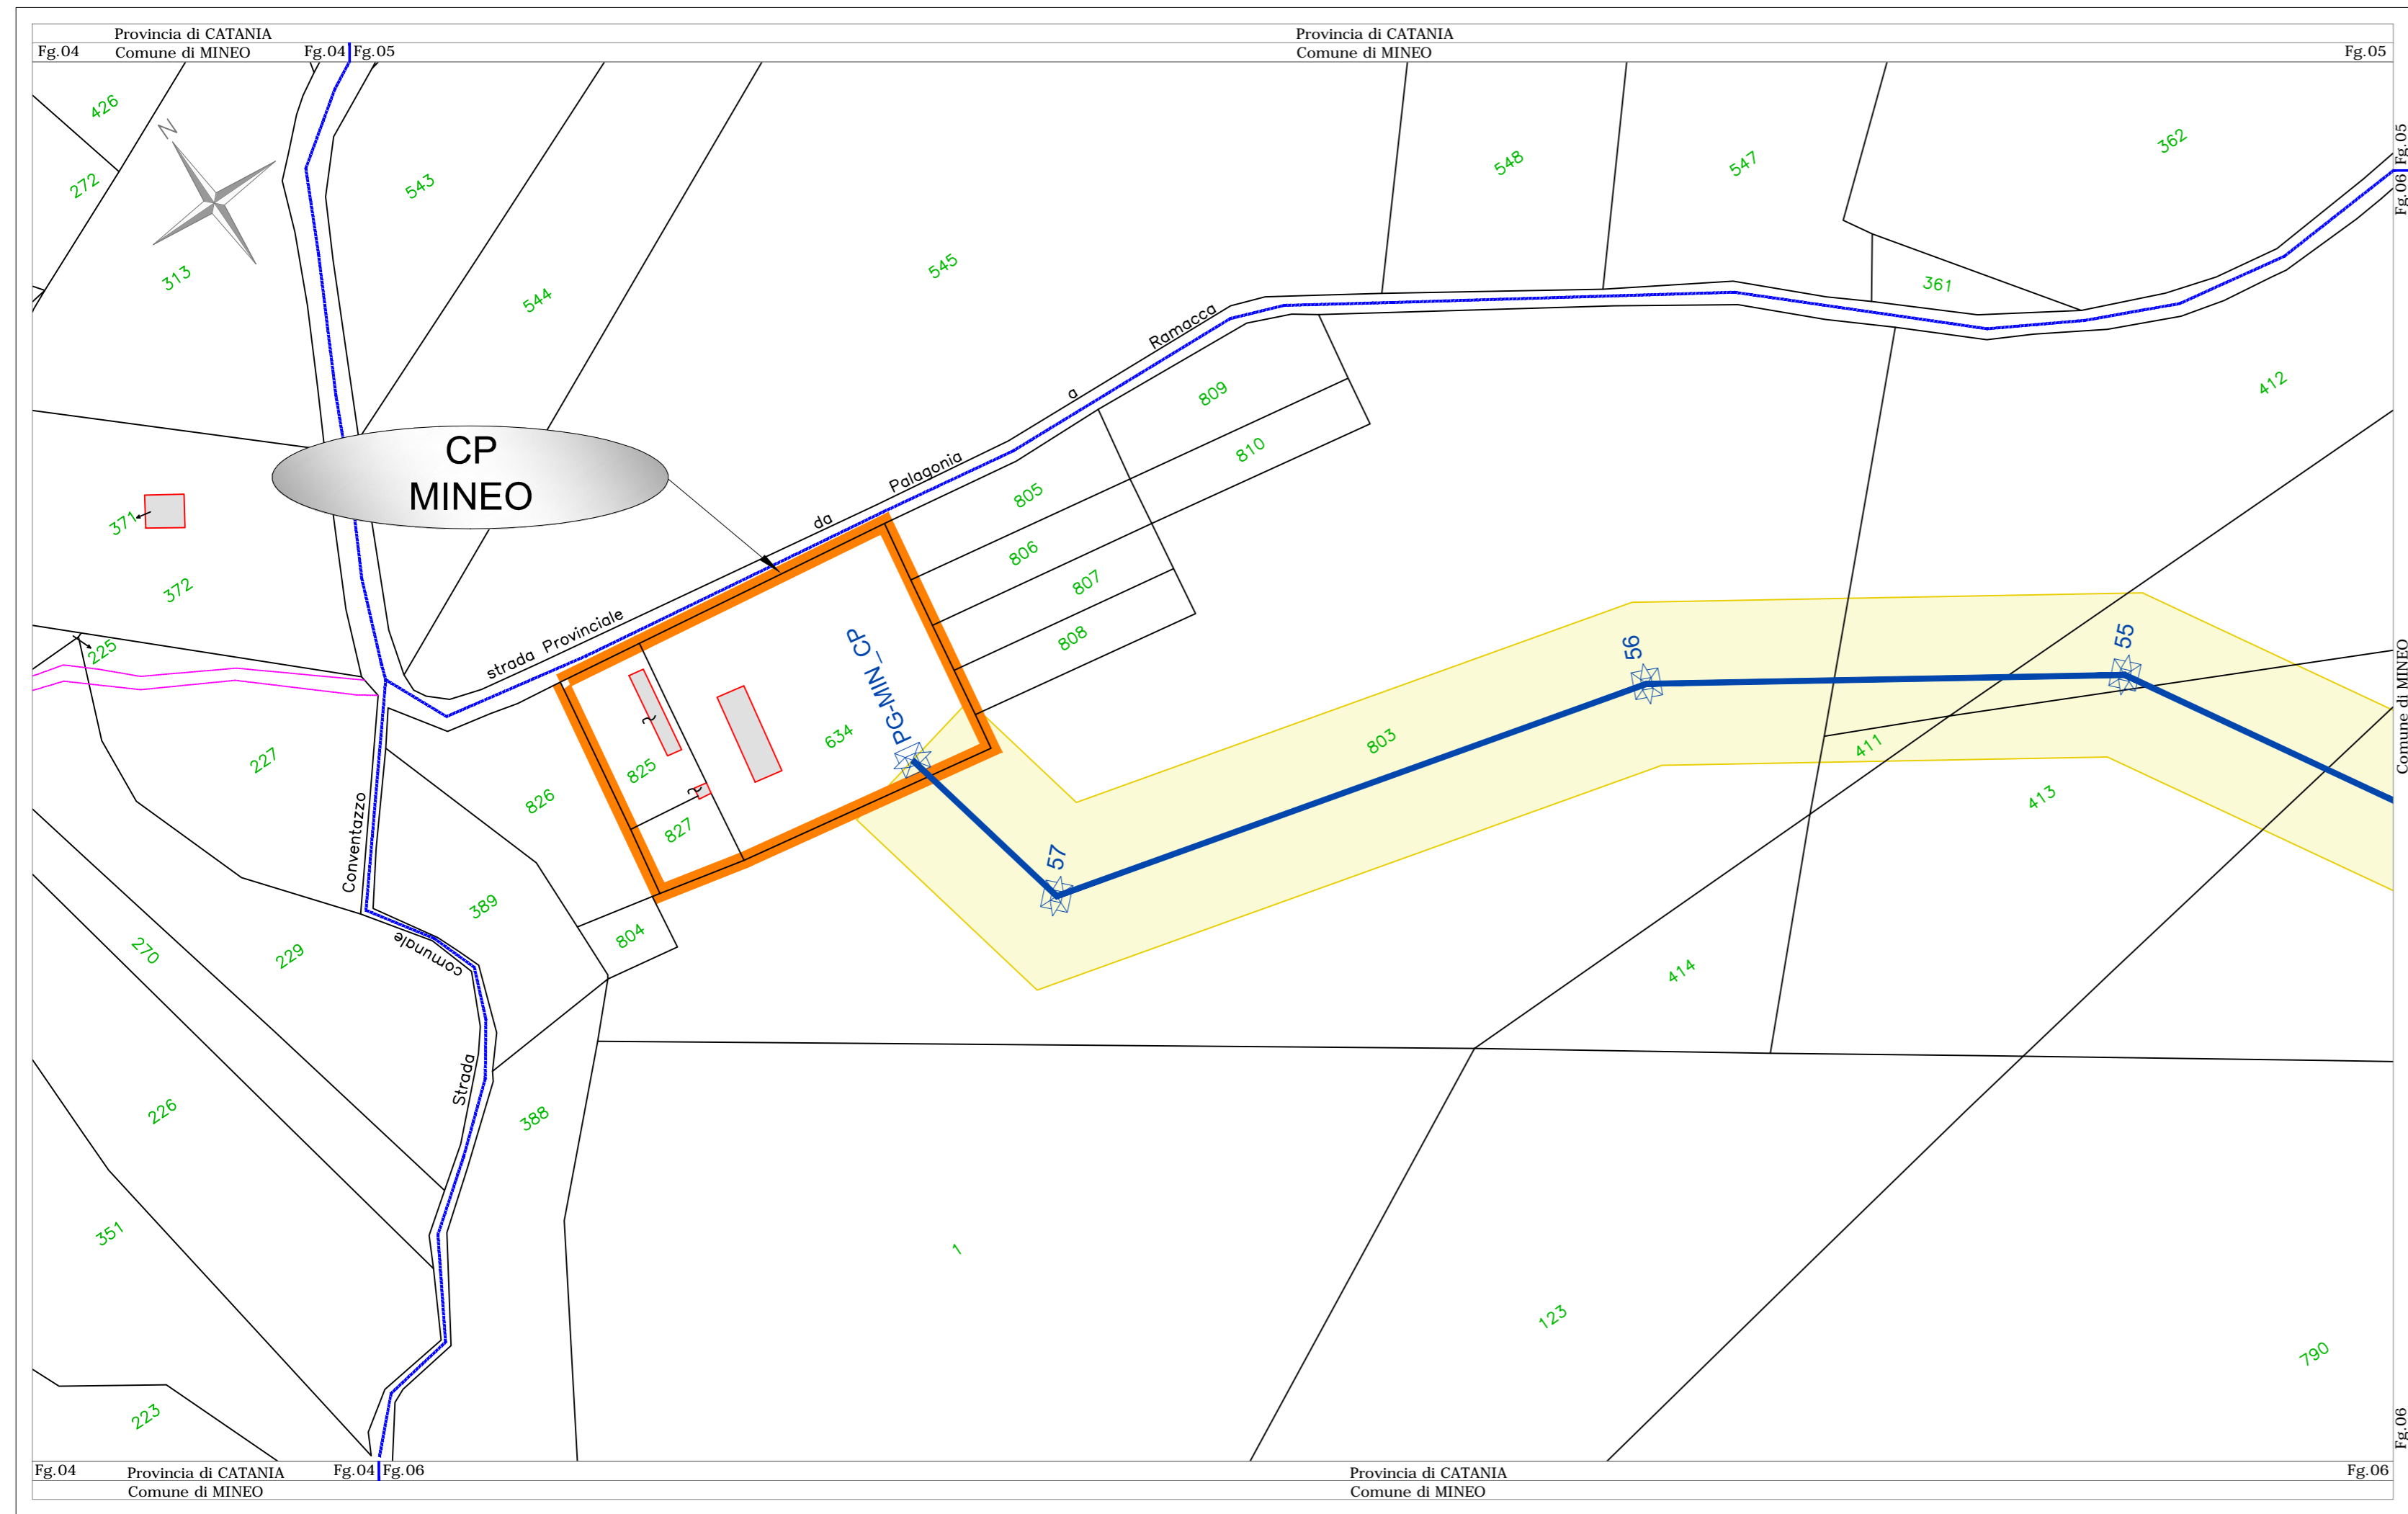 Provincia di CATANIA
Provincia di CATANIA
Fg.04
Comune di MINEO
Fg.04
Fg.05
Comune di MINEO
Fg.05
426
272
N
313
543
544
545
548
547
362
361
412
Fg.06
Fg.05
CP
MINEO
371
372
225
227
strada Provinciale
da
Palagonia
a
Ramacca
809
810
805
806
807
808
PG-MIN_CP
634
825
826
827
57
56
55
803
411
413
Comune di MINEO
Strada
comunale
Conventazzo
389
804
270
229
226
388
351
223
414
1
123
790
Fg.06
Fg.04
Provincia di CATANIA
Fg.04
Fg.06
Provincia di CATANIA
Fg.06
Comune di MINEO
Comune di MINEO